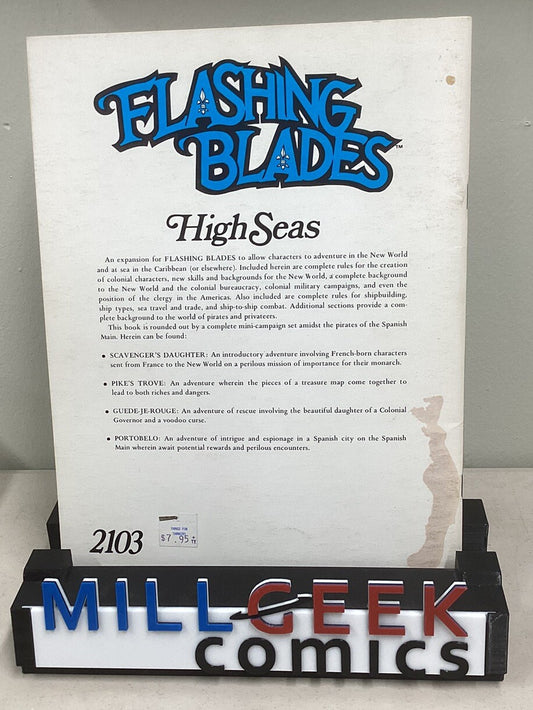 FLASHING
BLADES™
High Seas
An expansion for FLASHING BLADES to allow characters to adventure in the New World
and at sea in the Caribbean (or elsewhere). Included herein are complete rules for the creation
of colonial characters, new skills and backgrounds for the New World, a complete background
to the New World and the colonial bureaucracy, colonial military campaigns, and even the
position of the clergy in the Americas. Also included are complete rules for shipbuilding,
ship types, sea travel and trade, and ship-to-ship combat. Additional sections provide a com-
plete background to the world of pirates and privateers.
This book is rounded out by a complete mini-campaign set amidst the pirates of the Spanish
Main. Herein can be found:
• SCAVENGER'S DAUGHTER: An introductory adventure involving French-born characters
sent from France to the New World on a perilous mission of importance for their monarch.
• PIKE'S TROVE: An adventure wherein the pieces of a treasure map come together to
lead to both riches and dangers.
• GUEDE-JE-ROUGE: An adventure of rescue involving the beautiful daughter of a Colonial
Governor and a voodoo curse.
• PORTOBELO: An adventure of intrigue and espionage in a Spanish city on the Spanish
Main wherein await potential rewards and perilous encounters.
2103
$7.95
MILL GEEK
comics